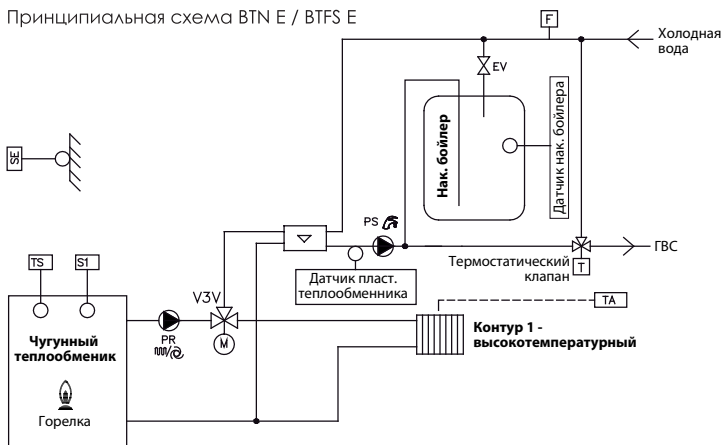 Принципиальная схема BTN E / BTFS E
F
Холодная
вода
EV
Нак. бойлер
Датчик нак. бойлера
SE
PS
ГВС
Термостатический
клапан
T
Датчик пласт.
теплообменника
TS
S1
V3V
TA
Чугунный
теплообменик
PR
M
Контур 1 -
высокотемпературный
Горелка